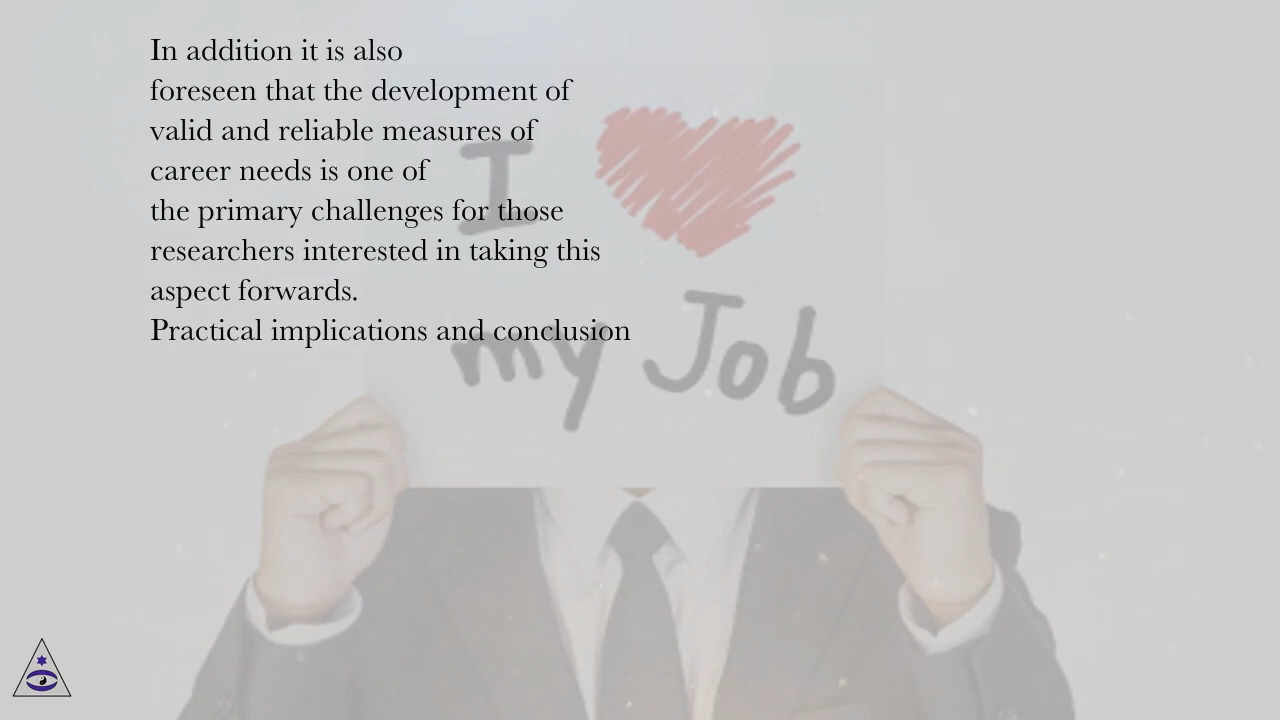 In addition it is also
foreseen that the development of
valid and reliable measures of
career needs is one of
the primary challenges for those
researchers interested in taking this
aspect forwards.
Practical implications and conclusion
I
my Job